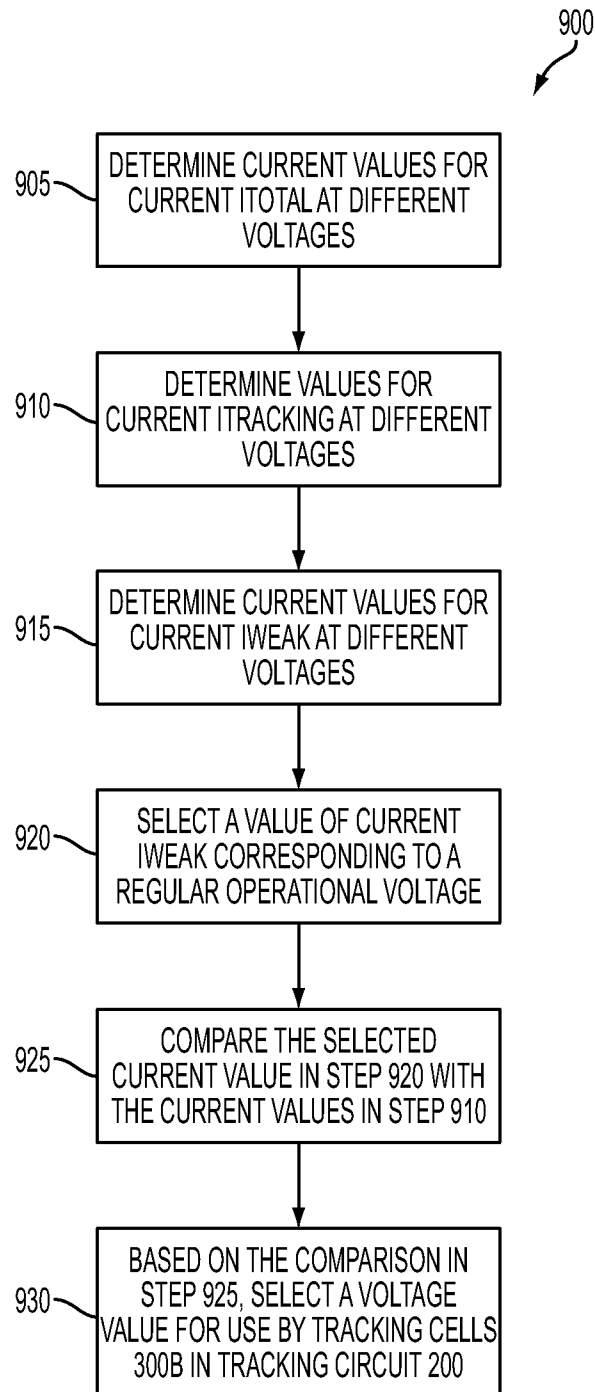 900
905
DETERMINE CURRENT VALUES FOR
CURRENT ITOTAL AT DIFFERENT
VOLTAGES
910
DETERMINE VALUES FOR
CURRENT ITRACKING AT DIFFERENT
VOLTAGES
915
DETERMINE CURRENT VALUES FOR
CURRENT IWEAK AT DIFFERENT
VOLTAGES
920
SELECT A VALUE OF CURRENT
IWEAK CORRESPONDING TO A
REGULAR OPERATIONAL VOLTAGE
925
COMPARE THE SELECTED
CURRENT VALUE IN STEP 920 WITH
THE CURRENT VALUES IN STEP 910
930
BASED ON THE COMPARISON IN
STEP 925, SELECT A VOLTAGE
VALUE FOR USE BY TRACKING CELLS
300B IN TRACKING CIRCUIT 200